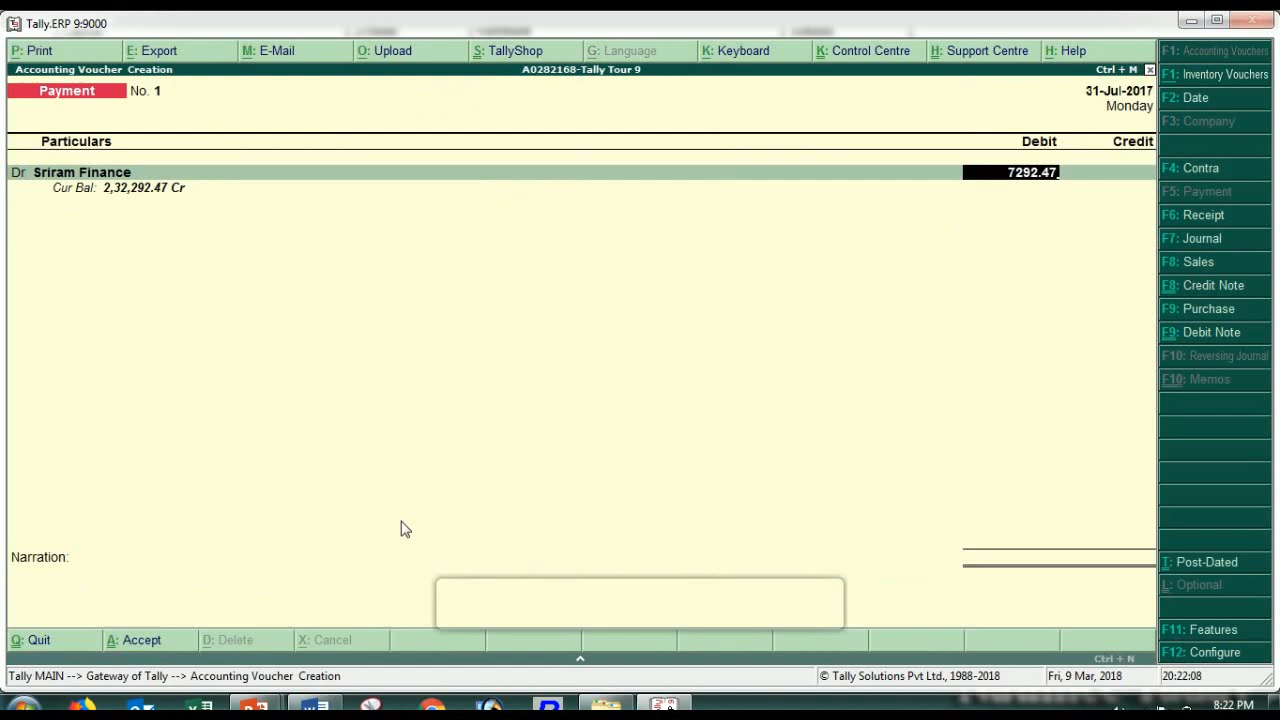 Tally.ERP 9:9000
P: Print E: Export M: E-Mail O: Upload S: TallyShop G: Language K: Keyboard K: Control Centre H: Support Centre H: Help
Accounting Voucher Creation A0282168-Tally Tour 9 Ctrl + M
Payment No. 1 31-Jul-2017
Monday
Particulars Debit Credit
Dr Sriram Finance 7292.47
Cur Bal: 2,32,292.47 Cr
Narration:
F1: Accounting Vouchers
F1: Inventory Vouchers
F2: Date
F3: Company
F4: Contra
F5: Payment
F6: Receipt
F7: Journal
F8: Sales
F8: Credit Note
F9: Purchase
F9: Debit Note
F10: Reversing Journal
F10: Memos
T: Post-Dated
L: Optional
F11: Features
F12: Configure
Q: Quit A: Accept D: Delete X: Cancel
Ctrl + N
Tally MAIN --> Gateway of Tally --> Accounting Voucher Creation © Tally Solutions Pvt Ltd., 1988-2018 Fri, 9 Mar, 2018 20:22:08
8:22 PM